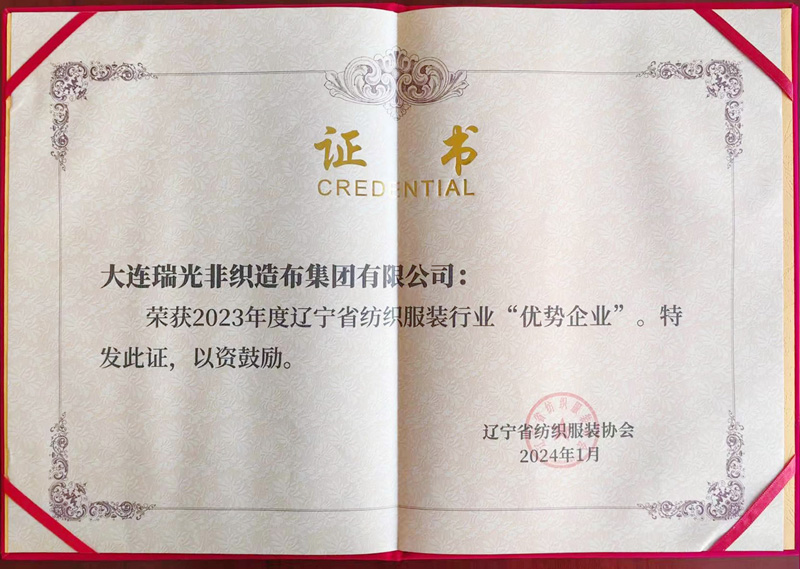 证 书
CREDENTIAL
大连瑞光非织造布集团有限公司：
荣获2023年度辽宁省纺织服装行业“优势企业”。特
发此证，以资鼓励。
辽宁省纺织服装协会
2024年1月